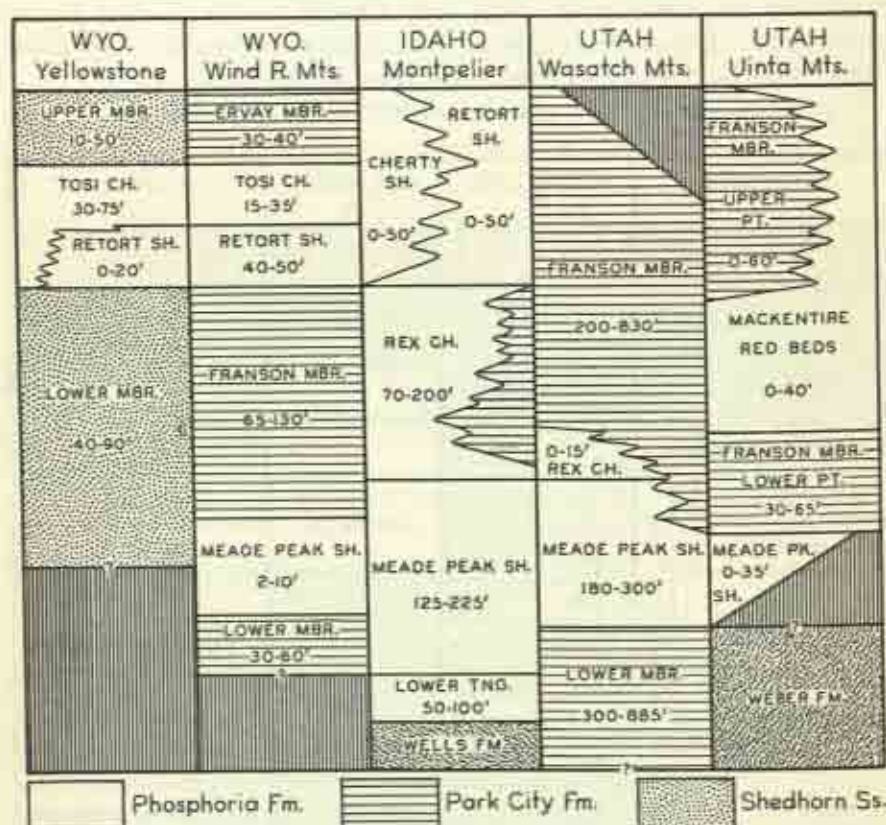 WYO.
Yellowstone
WYO.
Wind R. Mts.
IDAHO
Montpelier
UTAH
Wasatch Mts.
UTAH
Uinta Mts.
UPPER MBR.
10-50'
TOSI CH.
30-75'
RETORT SH.
0-20'
LOWER MBR.
40-90'
?
ERVAY MBR.
30-40'
TOSI CH.
15-35'
RETORT SH.
40-50'
FRANSON MBR.
65-130'
MEADE PEAK SH.
2-10'
LOWER MBR.
30-60'
?
RETORT
SH.
CHERTY
SH.
0-50'
0-50'
REX CH.
70-200'
MEADE PEAK SH.
125-225'
LOWER TNG.
50-100'
WELLS FM.
FRANSON MBR.
200-830'
0-15'
REX CH.
MEADE PEAK SH.
180-300'
LOWER MBR.
300-885'
?
FRANSON
MBR.
UPPER
PT.
0-60'
MACKENTIRE
RED BEDS
0-40'
FRANSON MBR.
LOWER PT.
30-65'
MEADE PK.
0-35'
SH.
?
WEBER FM.
Phosphoria Fm.
Park City Fm.
Shedhorn Ss.